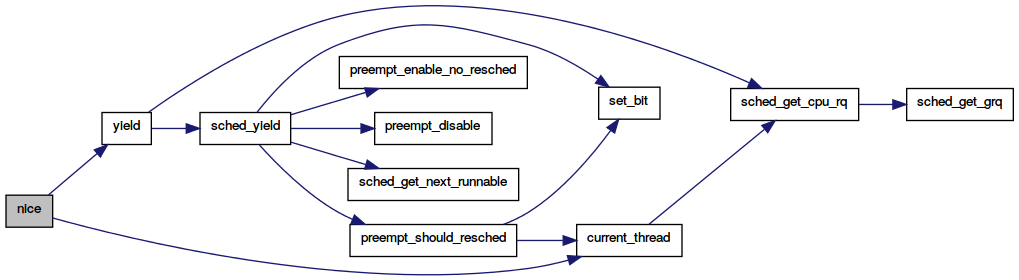 nice
yield
sched_yield
preempt_enable_no_resched
preempt_disable
sched_get_next_runnable
preempt_should_resched
set_bit
current_thread
sched_get_cpu_rq
sched_get_grq